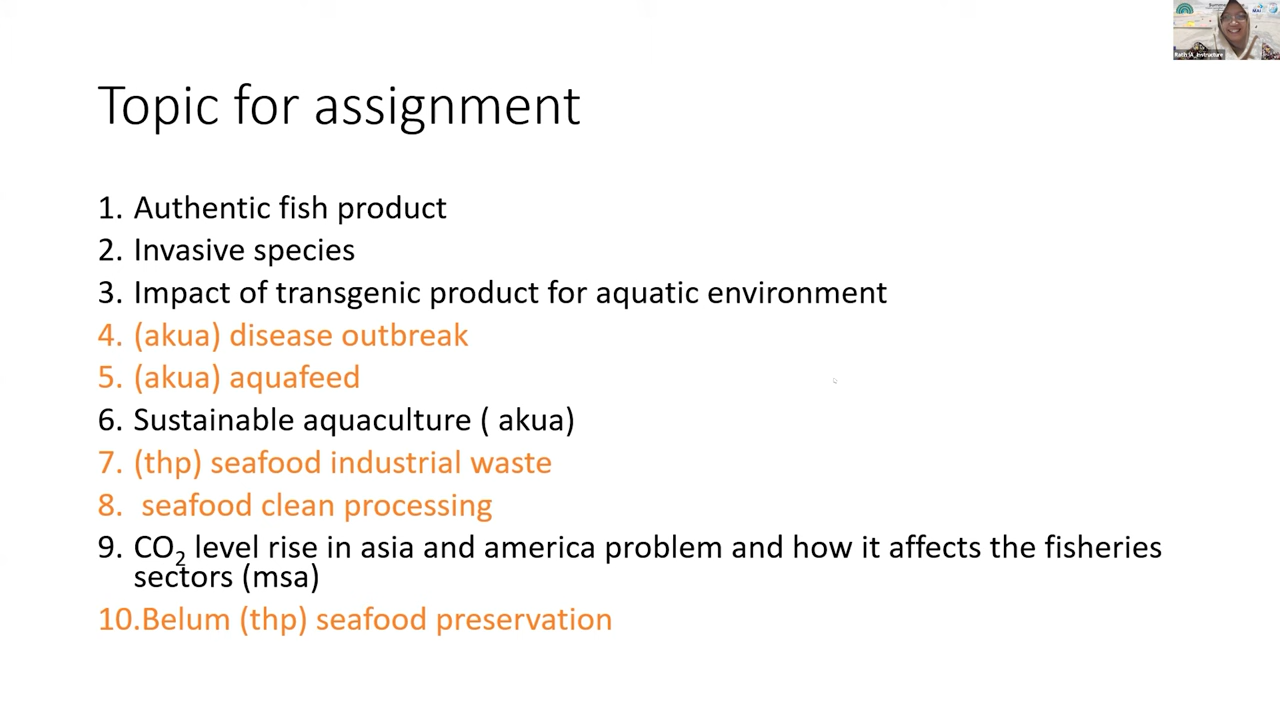 Topic for assignment
1. Authentic fish product
2. Invasive species
3. Impact of transgenic product for aquatic environment
4. (akua) disease outbreak
5. (akua) aquafeed
6. Sustainable aquaculture ( akua)
7. (thp) seafood industrial waste
8. seafood clean processing
9. CO₂ level rise in asia and america problem and how it affects the fisheries
sectors (msa)
10.Belum (thp) seafood preservation